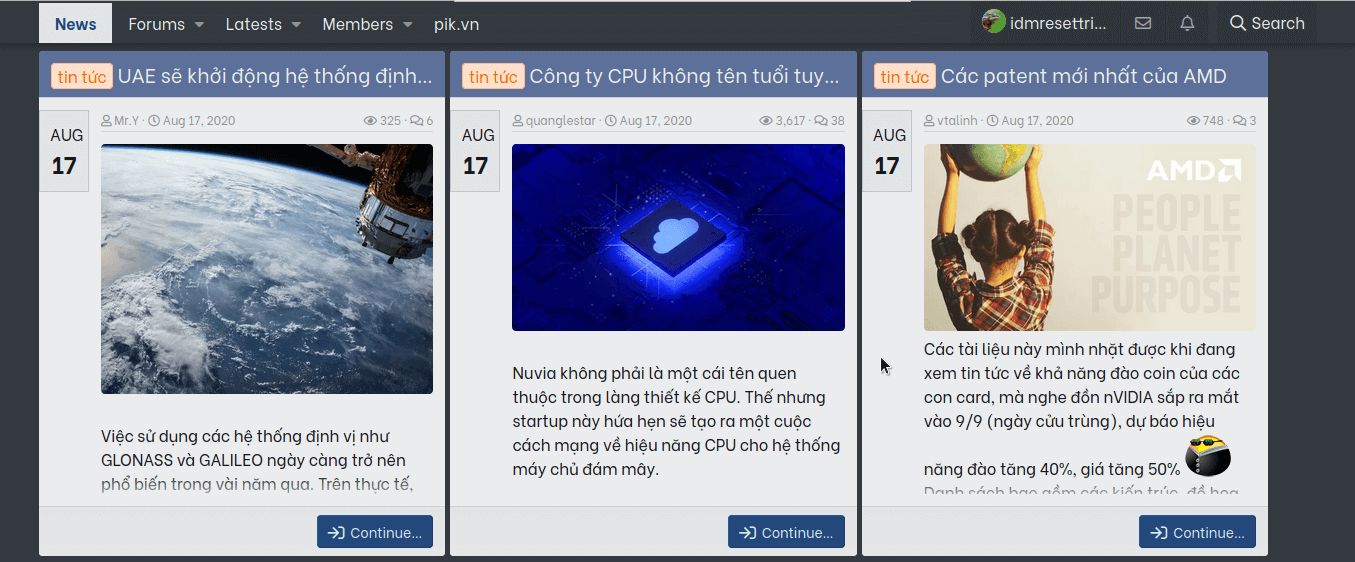 News
Forums
Latests
Members
pik.vn
idmresettri...
Search
tin tức UAE sẽ khởi động hệ thống định...
AUG
17
Mr.Y · Aug 17, 2020
325 · 6
Việc sử dụng các hệ thống định vị như
GLONASS và GALILEO ngày càng trở nên
phổ biến trong vài năm qua. Trên thực tế,
Continue...
tin tức Công ty CPU không tên tuổi tuy...
AUG
17
quanglestar · Aug 17, 2020
3,617 · 38
Nuvia không phải là một cái tên quen
thuộc trong làng thiết kế CPU. Thế nhưng
startup này hứa hẹn sẽ tạo ra một cuộc
cách mạng về hiệu năng CPU cho hệ thống
máy chủ đám mây.
Continue...
tin tức Các patent mới nhất của AMD
AUG
17
vtalinh · Aug 17, 2020
748 · 3
AMD
PEOPLE
PLANET
PURPOSE
Các tài liệu này mình nhặt được khi đang
xem tin tức về khả năng đào coin của các
con card, mà nghe đồn nVIDIA sắp ra mắt
vào 9/9 (ngày cửu trùng), dự báo hiệu
năng đào tăng 40%, giá tăng 50%
Danh sách bao gồm các kiến trúc, đồ họa
Continue...